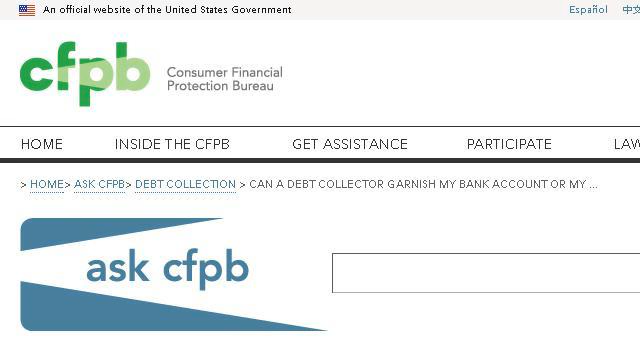 An official website of the United States Government
Español 中文
cfpb Consumer Financial
Protection Bureau
HOME INSIDE THE CFPB GET ASSISTANCE PARTICIPATE LAW
> HOME> ASK CFPB> DEBT COLLECTION > CAN A DEBT COLLECTOR GARNISH MY BANK ACCOUNT OR MY ...
ask cfpb